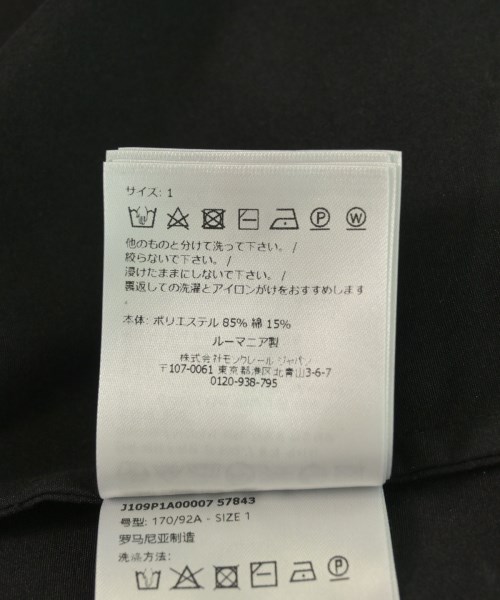 サイズ: 1
P W
他のものと分けて洗って下さい。/
絞らないで下さい。/
浸けたままにしないで下さい。/
裏返しての洗濯とアイロンがけをおすすめします
。
本体: ポリエステル 85% 綿 15%
ルーマニア製
株式会社モンクレール ジャパン
〒107-0061 東京都港区北青山3-6-7
0120-938-795
J109P1A00007 57843
号型: 170/92A - SIZE 1
罗马尼亚制造
洗涤方法:
P